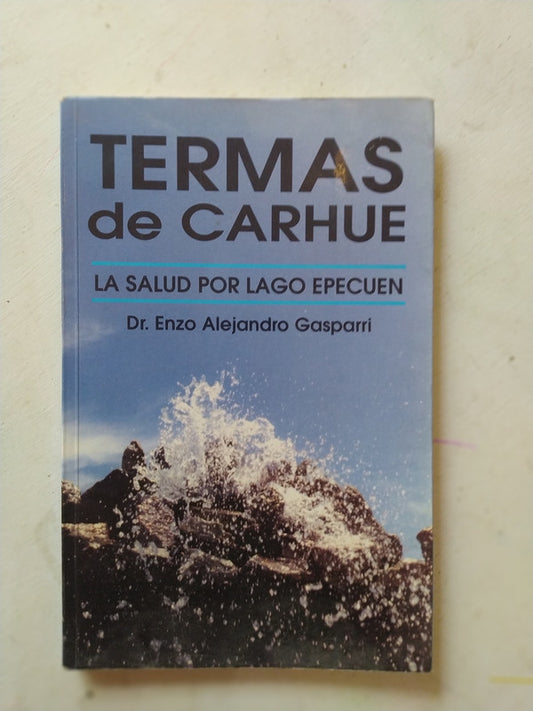 TERMAS
de CARHUE
LA SALUD POR LAGO EPECUEN
Dr. Enzo Alejandro Gasparri